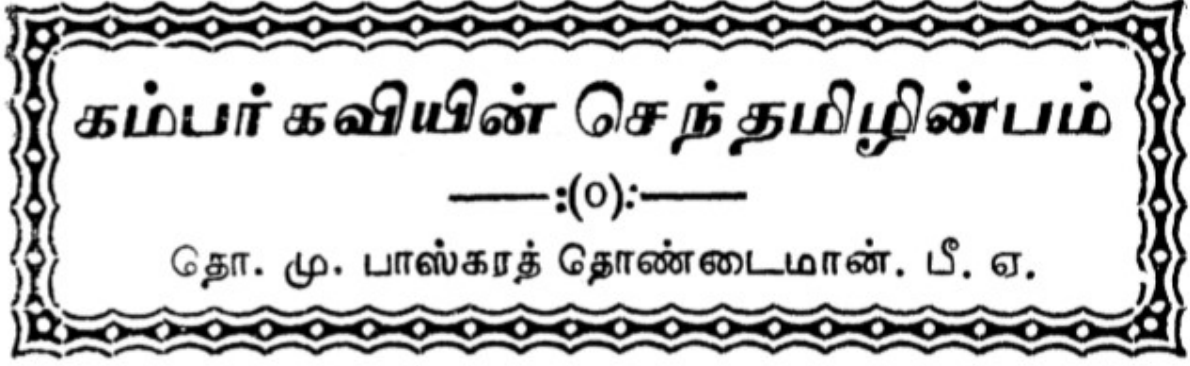 கம்பர் கவியின் செந்தமிழின்பம்
———:(o):———
தொ. மு. பாஸ்கரத் தொண்டைமான். பீ. ஏ.